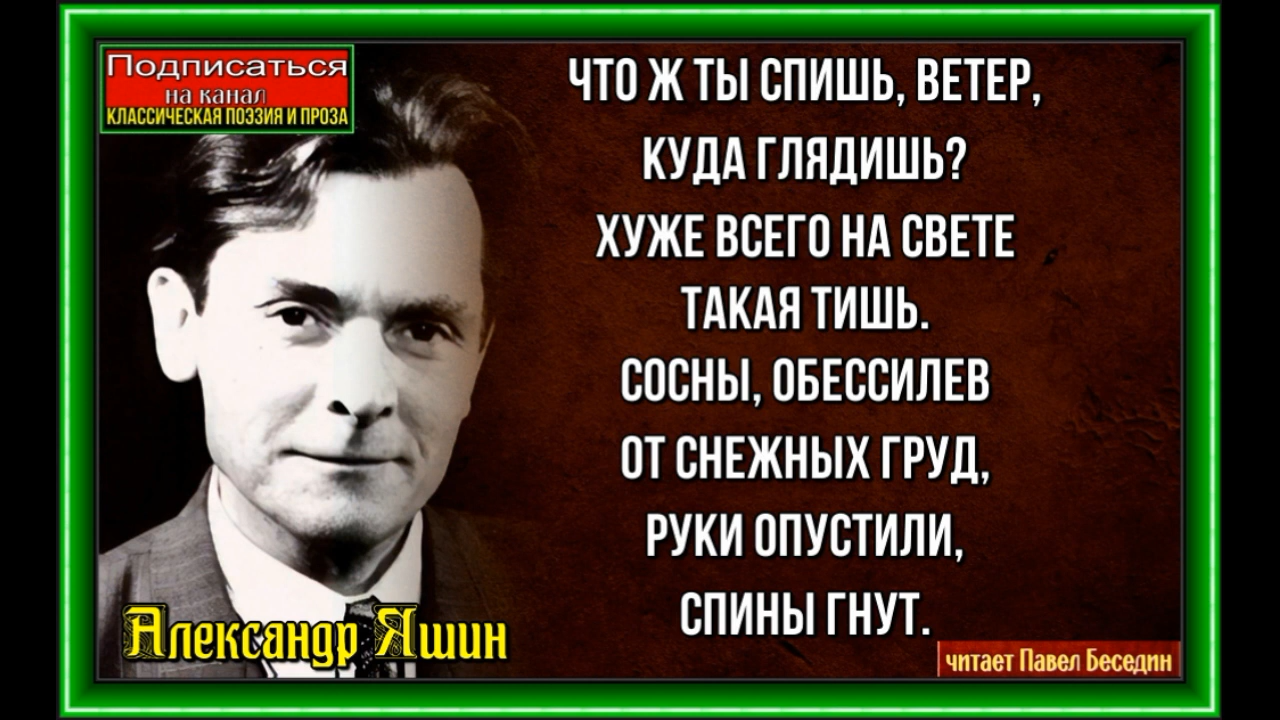 Подписаться
на канал
КЛАССИЧЕСКАЯ ПОЭЗИЯ И ПРОЗА
ЧТО Ж ТЫ СПИШЬ, ВЕТЕР,
КУДА ГЛЯДИШЬ?
ХУЖЕ ВСЕГО НА СВЕТЕ
ТАКАЯ ТИШЬ.
СОСНЫ, ОБЕССИЛЕВ
ОТ СНЕЖНЫХ ГРУД,
РУКИ ОПУСТИЛИ,
СПИНЫ ГНУТ.
Александр Яшин
читает Павел Беседин